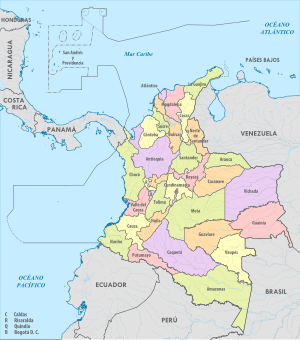 HONDURAS
OCÉANO
ATLÁNTICO
NICARAGUA
San Andrés
y
Providencia
Mar Caribe
PAÍSES BAJOS
COSTA
RICA
PANAMÁ
VENEZUELA
La Guajira
Atlántico
Magdalena
Cesar
Sucre
Córdoba
Bolívar
Norte
de
Santander
Antioquia
Santander
Arauca
Chocó
Boyacá
Casanare
Cundinamarca
Vichada
Tolima
Valle del
Cauca
Meta
Cauca
Huila
Guainía
Guaviare
Nariño
Vaupés
Putumayo
Caquetá
Amazonas
OCÉANO
PACÍFICO
ECUADOR
PERÚ
BRASIL
C Caldas
R Risaralda
Q Quindío
B Bogotá D. C.